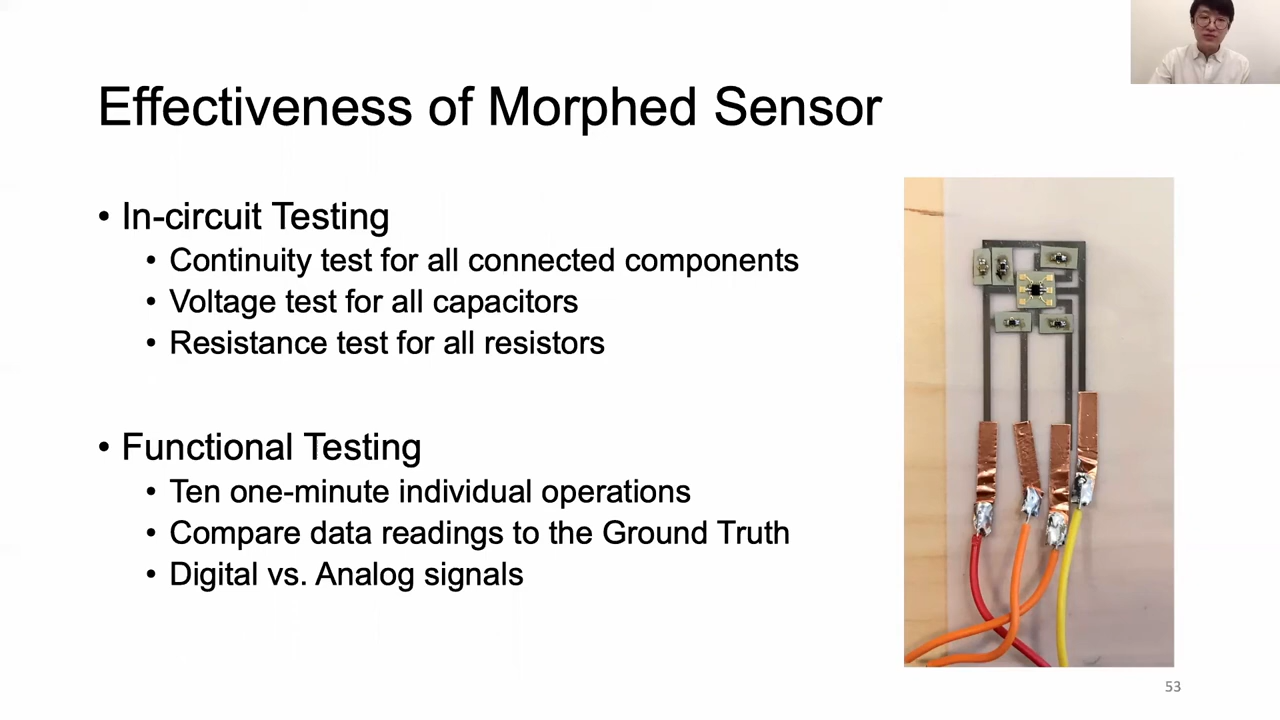 Effectiveness of Morphed Sensor
• In-circuit Testing
• Continuity test for all connected components
• Voltage test for all capacitors
• Resistance test for all resistors
• Functional Testing
• Ten one-minute individual operations
• Compare data readings to the Ground Truth
• Digital vs. Analog signals
53